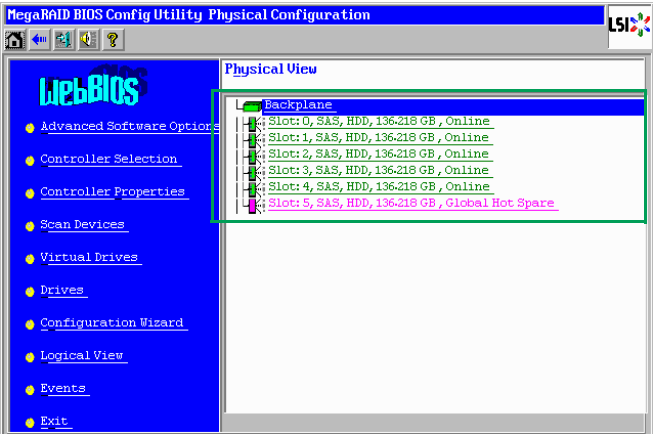 MegaRAID BIOS Config Utility Physical Configuration
LSI
WebBIOS
Advanced Software Options
Controller Selection
Controller Properties
Scan Devices
Virtual Drives
Drives
Configuration Wizard
Logical View
Events
Exit
Physical View
Backplane
Slot: 0, SAS, HDD, 136.218 GB, Online
Slot: 1, SAS, HDD, 136.218 GB, Online
Slot: 2, SAS, HDD, 136.218 GB, Online
Slot: 3, SAS, HDD, 136.218 GB, Online
Slot: 4, SAS, HDD, 136.218 GB, Online
Slot: 5, SAS, HDD, 136.218 GB, Global Hot Spare